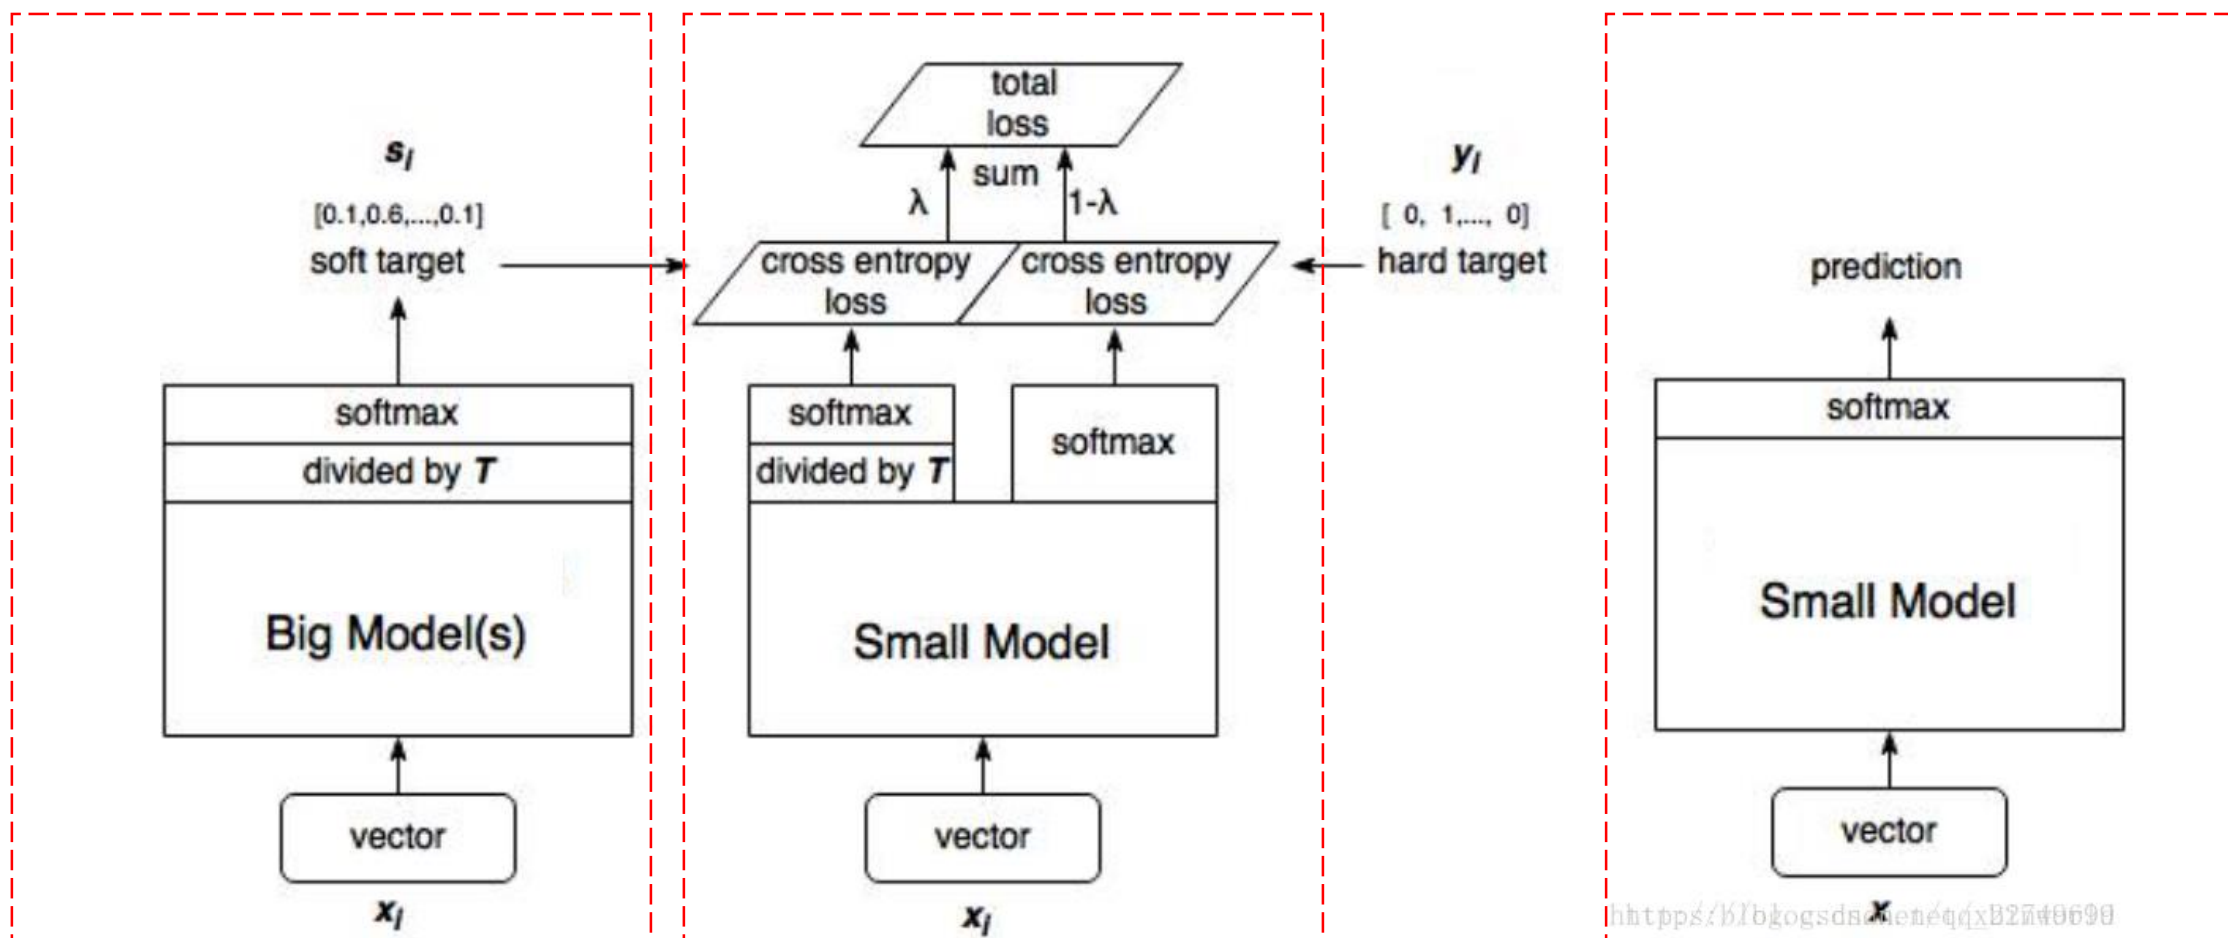 s_i
[0.1,0.6,...,0.1]
soft target
softmax
divided by T
Big Model(s)
vector
x_i
total
loss
sum
λ
1-λ
cross entropy
loss
cross entropy
loss
softmax
divided by T
softmax
Small Model
vector
x_i
y_i
[ 0, 1,..., 0]
hard target
prediction
softmax
Small Model
vector
x